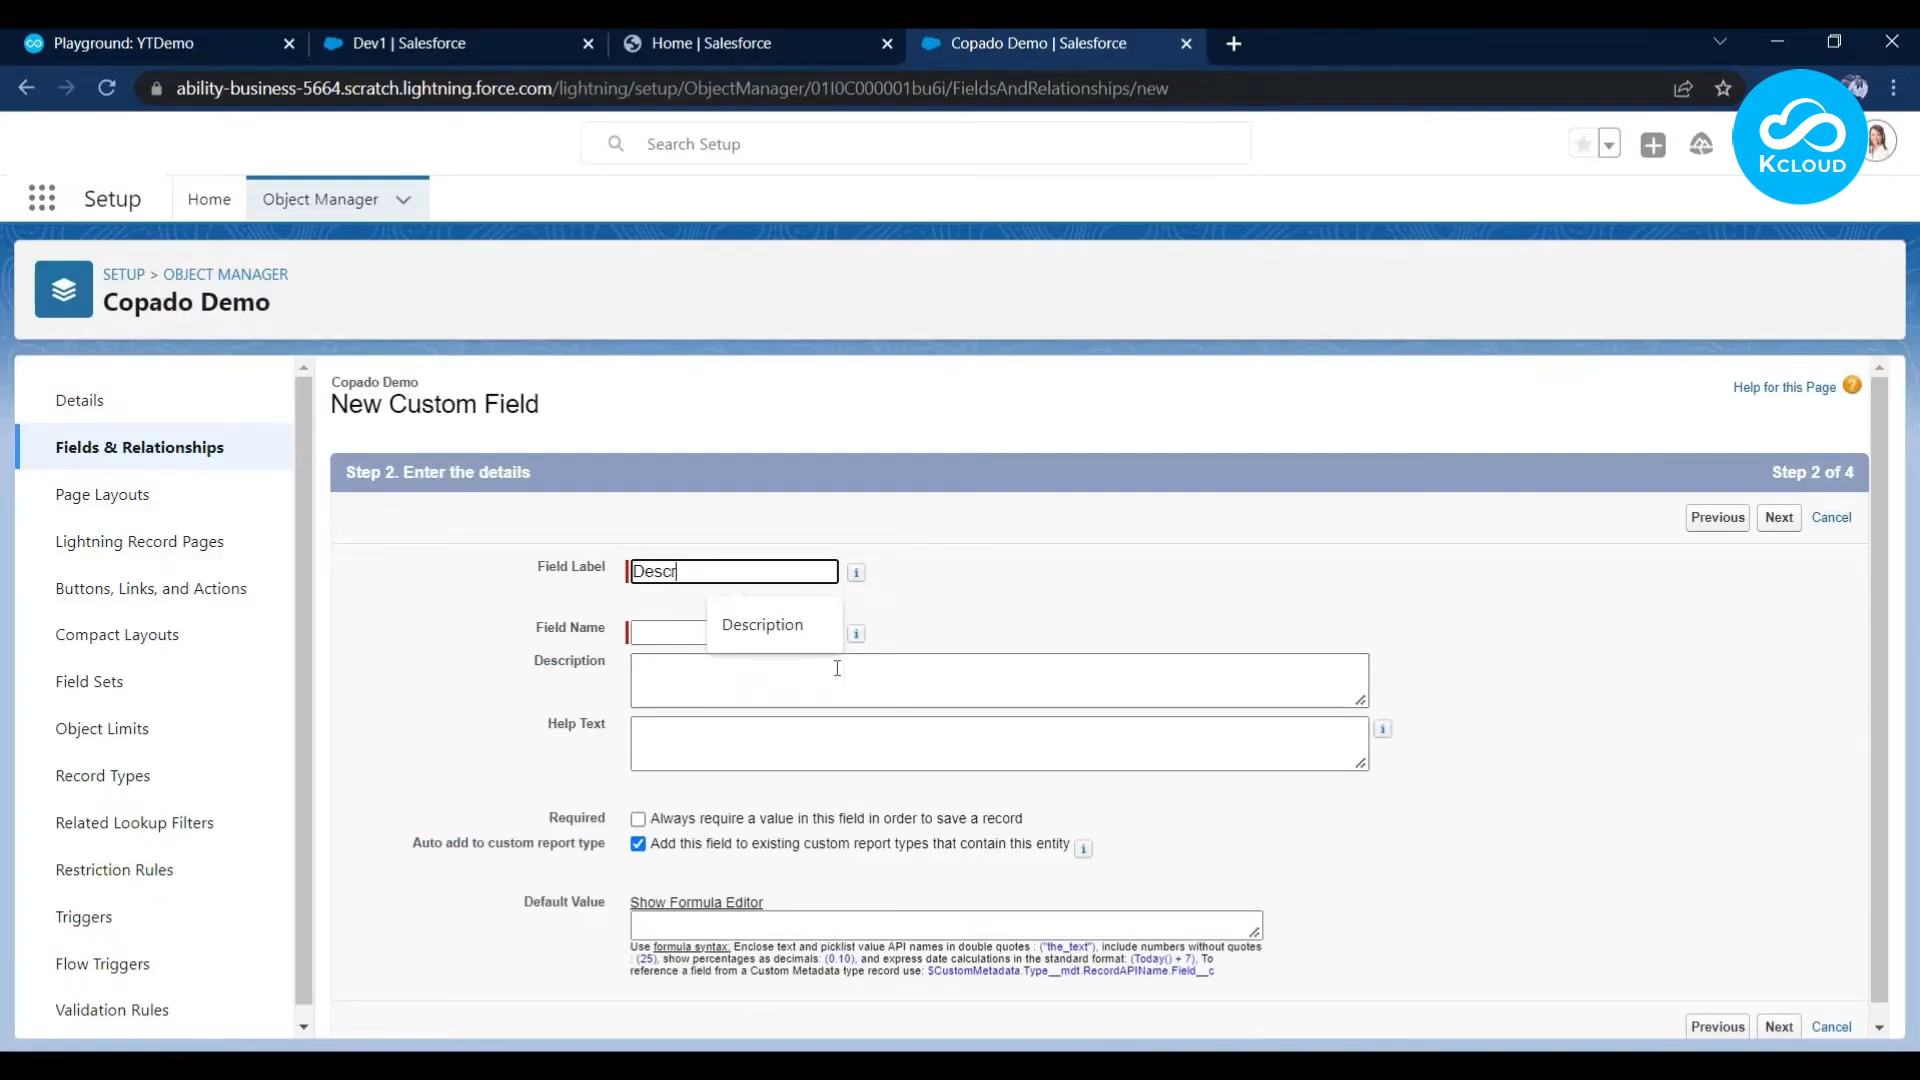 Playground: YTDemo
Dev1 | Salesforce
Home | Salesforce
Copado Demo | Salesforce
ability-business-5664.scratch.lightning.force.com/lightning/setup/ObjectManager/01I0C000001bu6i/FieldsAndRelationships/new
Search Setup
KCLOUD
Setup
Home
Object Manager
SETUP > OBJECT MANAGER
Copado Demo
Details
Fields & Relationships
Page Layouts
Lightning Record Pages
Buttons, Links, and Actions
Compact Layouts
Field Sets
Object Limits
Record Types
Related Lookup Filters
Restriction Rules
Triggers
Flow Triggers
Validation Rules
Copado Demo
New Custom Field
Help for this Page
Step 2. Enter the details
Step 2 of 4
Previous Next Cancel
Field Label Descr
Description
Field Name
Description
Help Text
Required Always require a value in this field in order to save a record
Auto add to custom report type Add this field to existing custom report types that contain this entity
Default Value Show Formula Editor
Use formula syntax: Enclose text and picklist value API names in double quotes : ("the_text"), include numbers without quotes
: (25), show percentages as decimals: (0.10), and express date calculations in the standard format: (Today() + 7), To
reference a field from a Custom Metadata type record use: $CustomMetadata.Type__mdt.RecordAPIName.Field__c
Previous Next Cancel